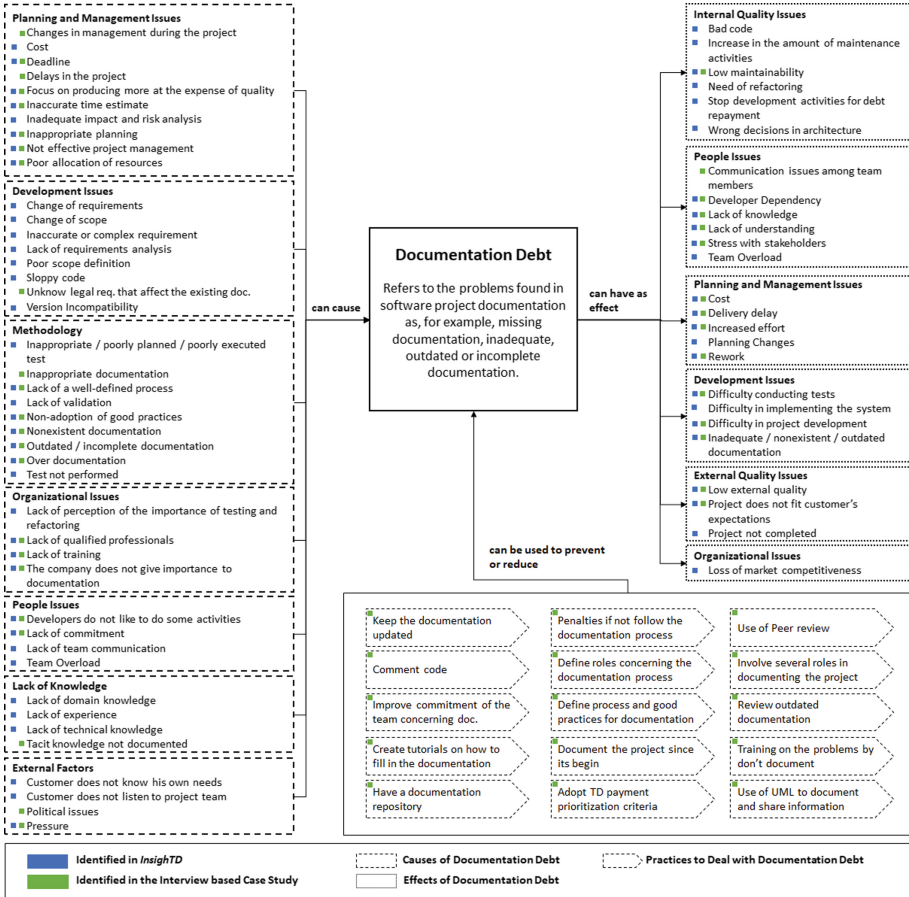 Planning and Management Issues
Changes in management during the project
Cost
Deadline
Delays in the project
Focus on producing more at the expense of quality
Inaccurate time estimate
Inadequate impact and risk analysis
Inappropriate planning
Not effective project management
Poor allocation of resources
Development Issues
Change of requirements
Change of scope
Inaccurate or complex requirement
Lack of requirements analysis
Poor scope definition
Sloppy code
Unknow legal req. that affect the existing doc.
Version Incompatibility
Methodology
Inappropriate / poorly planned / poorly executed
test
Inappropriate documentation
Lack of a well-defined process
Lack of validation
Non-adoption of good practices
Nonexistent documentation
Outdated / incomplete documentation
Over documentation
Test not performed
Organizational Issues
Lack of perception of the importance of testing and
refactoring
Lack of qualified professionals
Lack of training
The company does not give importance to
documentation
People Issues
Developers do not like to do some activities
Lack of commitment
Lack of team communication
Team Overload
Lack of Knowledge
Lack of domain knowledge
Lack of experience
Lack of technical knowledge
Tacit knowledge not documented
External Factors
Customer does not know his own needs
Customer does not listen to project team
Political issues
Pressure
can cause
Documentation Debt
Refers to the problems found in
software project documentation
as, for example, missing
documentation, inadequate,
outdated or incomplete
documentation.
can have as
effect
Internal Quality Issues
Bad code
Increase in the amount of maintenance
activities
Low maintainability
Need of refactoring
Stop development activities for debt
repayment
Wrong decisions in architecture
People Issues
Communication issues among team
members
Developer Dependency
Lack of knowledge
Lack of understanding
Stress with stakeholders
Team Overload
Planning and Management Issues
Cost
Delivery delay
Increased effort
Planning Changes
Rework
Development Issues
Difficulty conducting tests
Difficulty in implementing the system
Difficulty in project development
Inadequate / nonexistent / outdated
documentation
External Quality Issues
Low external quality
Project does not fit customer's
expectations
Project not completed
Organizational Issues
Loss of market competitiveness
can be used to prevent
or reduce
Keep the documentation
updated
Penalties if not follow the
documentation process
Use of Peer review
Comment code
Define roles concerning the
documentation process
Involve several roles in
documenting the project
Improve commitment of the
team concerning doc.
Define process and good
practices for documentation
Review outdated
documentation
Create tutorials on how to
fill in the documentation
Document the project since
its begin
Training on the problems by
don't document
Have a documentation
repository
Adopt TD payment
prioritization criteria
Use of UML to document
and share information
Identified in InsighTD
Causes of Documentation Debt
Practices to Deal with Documentation Debt
Identified in the Interview based Case Study
Effects of Documentation Debt